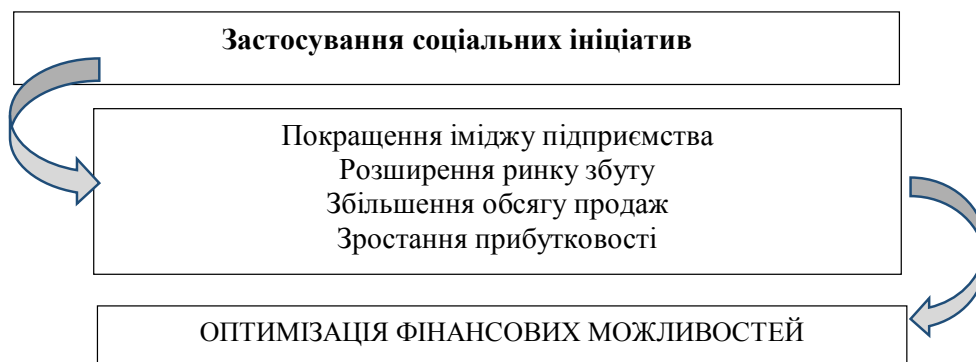 Застосування соціальних ініціатив
Покращення іміджу підприємства
Розширення ринку збуту
Збільшення обсягу продаж
Зростання прибутковості
ОПТИМІЗАЦІЯ ФІНАНСОВИХ МОЖЛИВОСТЕЙ